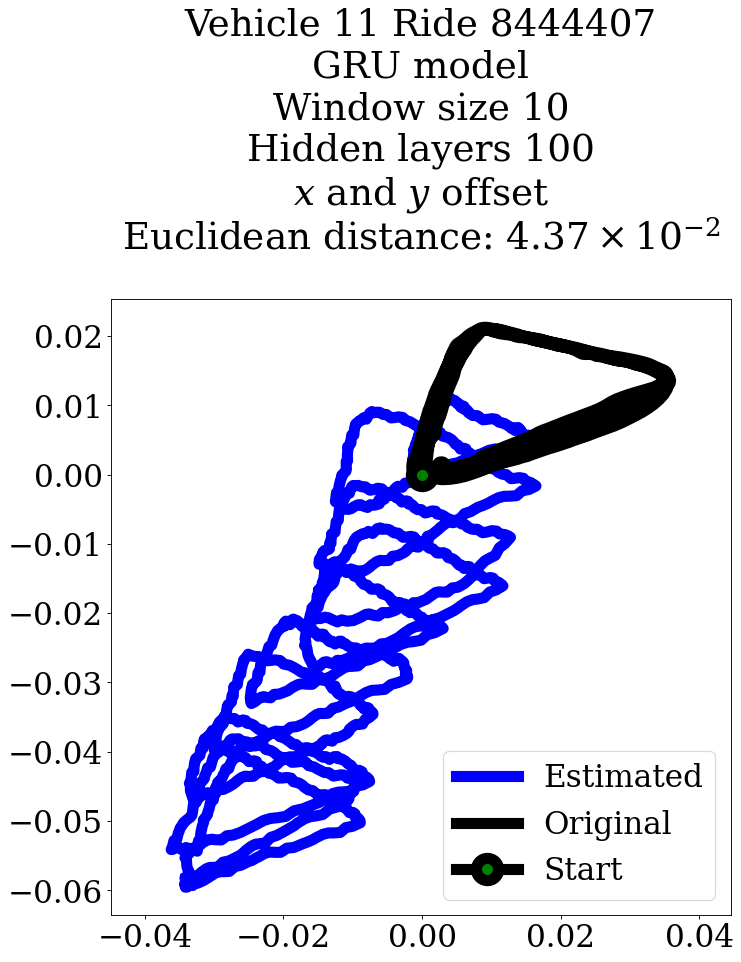 Vehicle 11 Ride 8444407
GRU model
Window size 10
Hidden layers 100
x and y offset
Euclidean distance: 4.37 × 10⁻²
0.02
0.01
0.00
−0.01
−0.02
−0.03
−0.04
−0.05
−0.06
Estimated
Original
Start
−0.04 −0.02 0.00 0.02 0.04